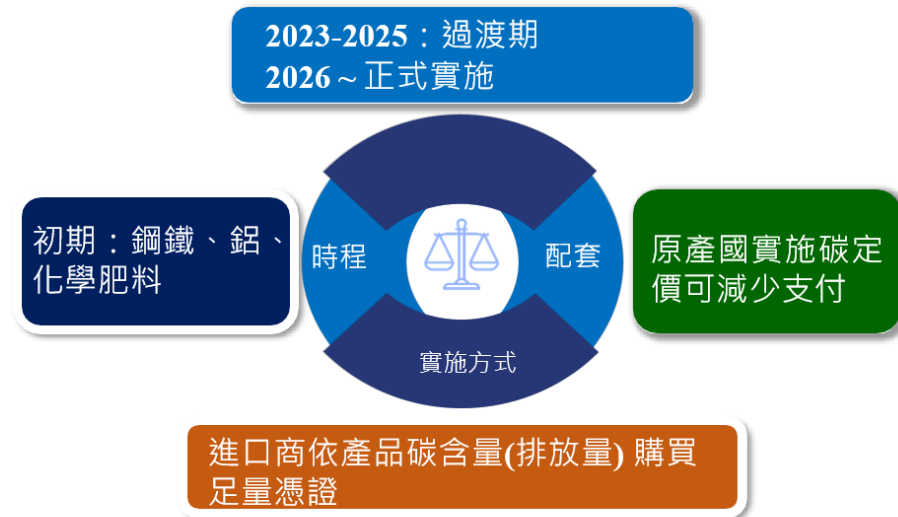 2023-2025：過渡期
2026 ~ 正式實施
初期：鋼鐵、鋁、
化學肥料
時程
配套
原產國實施碳定
價可減少支付
實施方式
進口商依產品碳含量(排放量) 購買
足量憑證